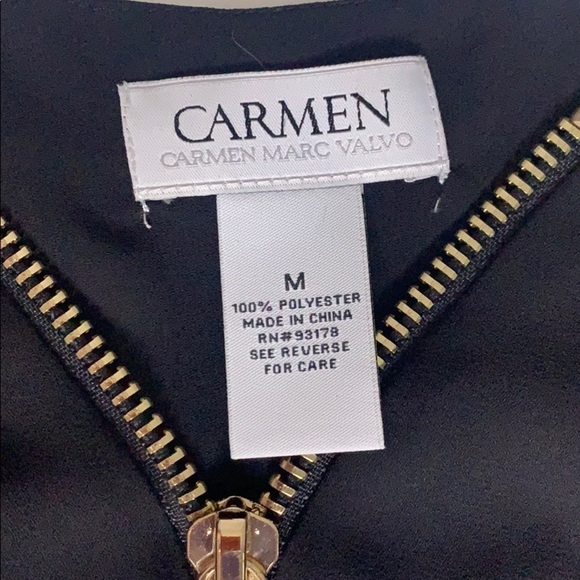 CARMEN
CARMEN MARC VALVO
M
100% POLYESTER
MADE IN CHINA
RN#93178
SEE REVERSE
FOR CARE